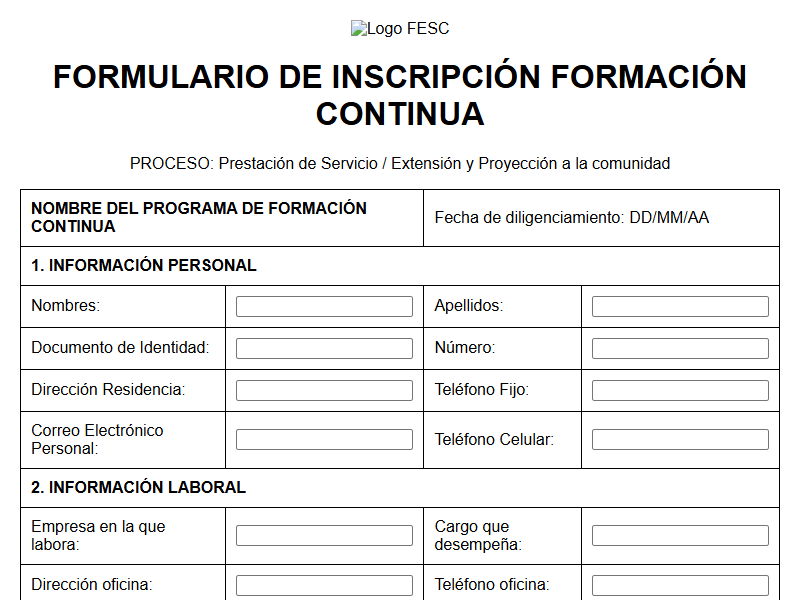 Logo FESC
FORMULARIO DE INSCRIPCIÓN FORMACIÓN
CONTINUA
PROCESO: Prestación de Servicio / Extensión y Proyección a la comunidad
NOMBRE DEL PROGRAMA DE FORMACIÓN
CONTINUA
Fecha de diligenciamiento: DD/MM/AA
1. INFORMACIÓN PERSONAL
Nombres:
Apellidos:
Documento de Identidad:
Número:
Dirección Residencia:
Teléfono Fijo:
Correo Electrónico
Personal:
Teléfono Celular:
2. INFORMACIÓN LABORAL
Empresa en la que
labora:
Cargo que
desempeña:
Dirección oficina:
Teléfono oficina: